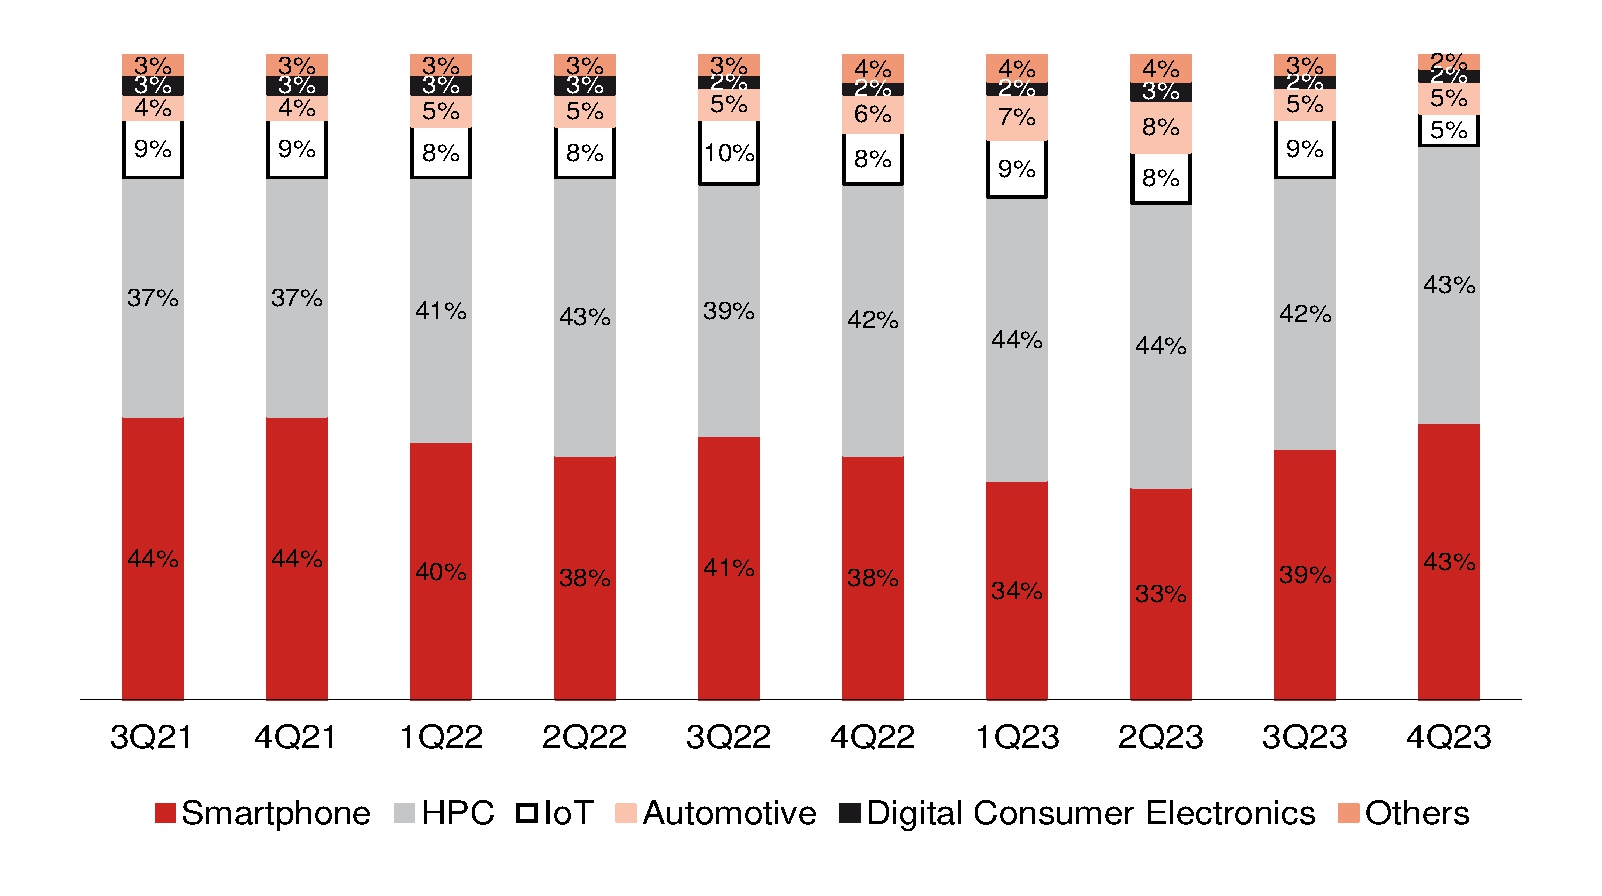 3% 3% 3% 3% 3% 4% 4% 4% 3% 2%
3% 3% 3% 3% 2% 2% 2% 3% 2% 2%
4% 4% 5% 5% 5% 6% 7% 8% 5% 5%
9% 9% 8% 8% 10% 8% 9% 8% 9% 5%
37% 37% 41% 43% 39% 42% 44% 44% 42% 43%
44% 44% 40% 38% 41% 38% 34% 33% 39% 43%
3Q21 4Q21 1Q22 2Q22 3Q22 4Q22 1Q23 2Q23 3Q23 4Q23
Smartphone HPC IoT Automotive Digital Consumer Electronics Others